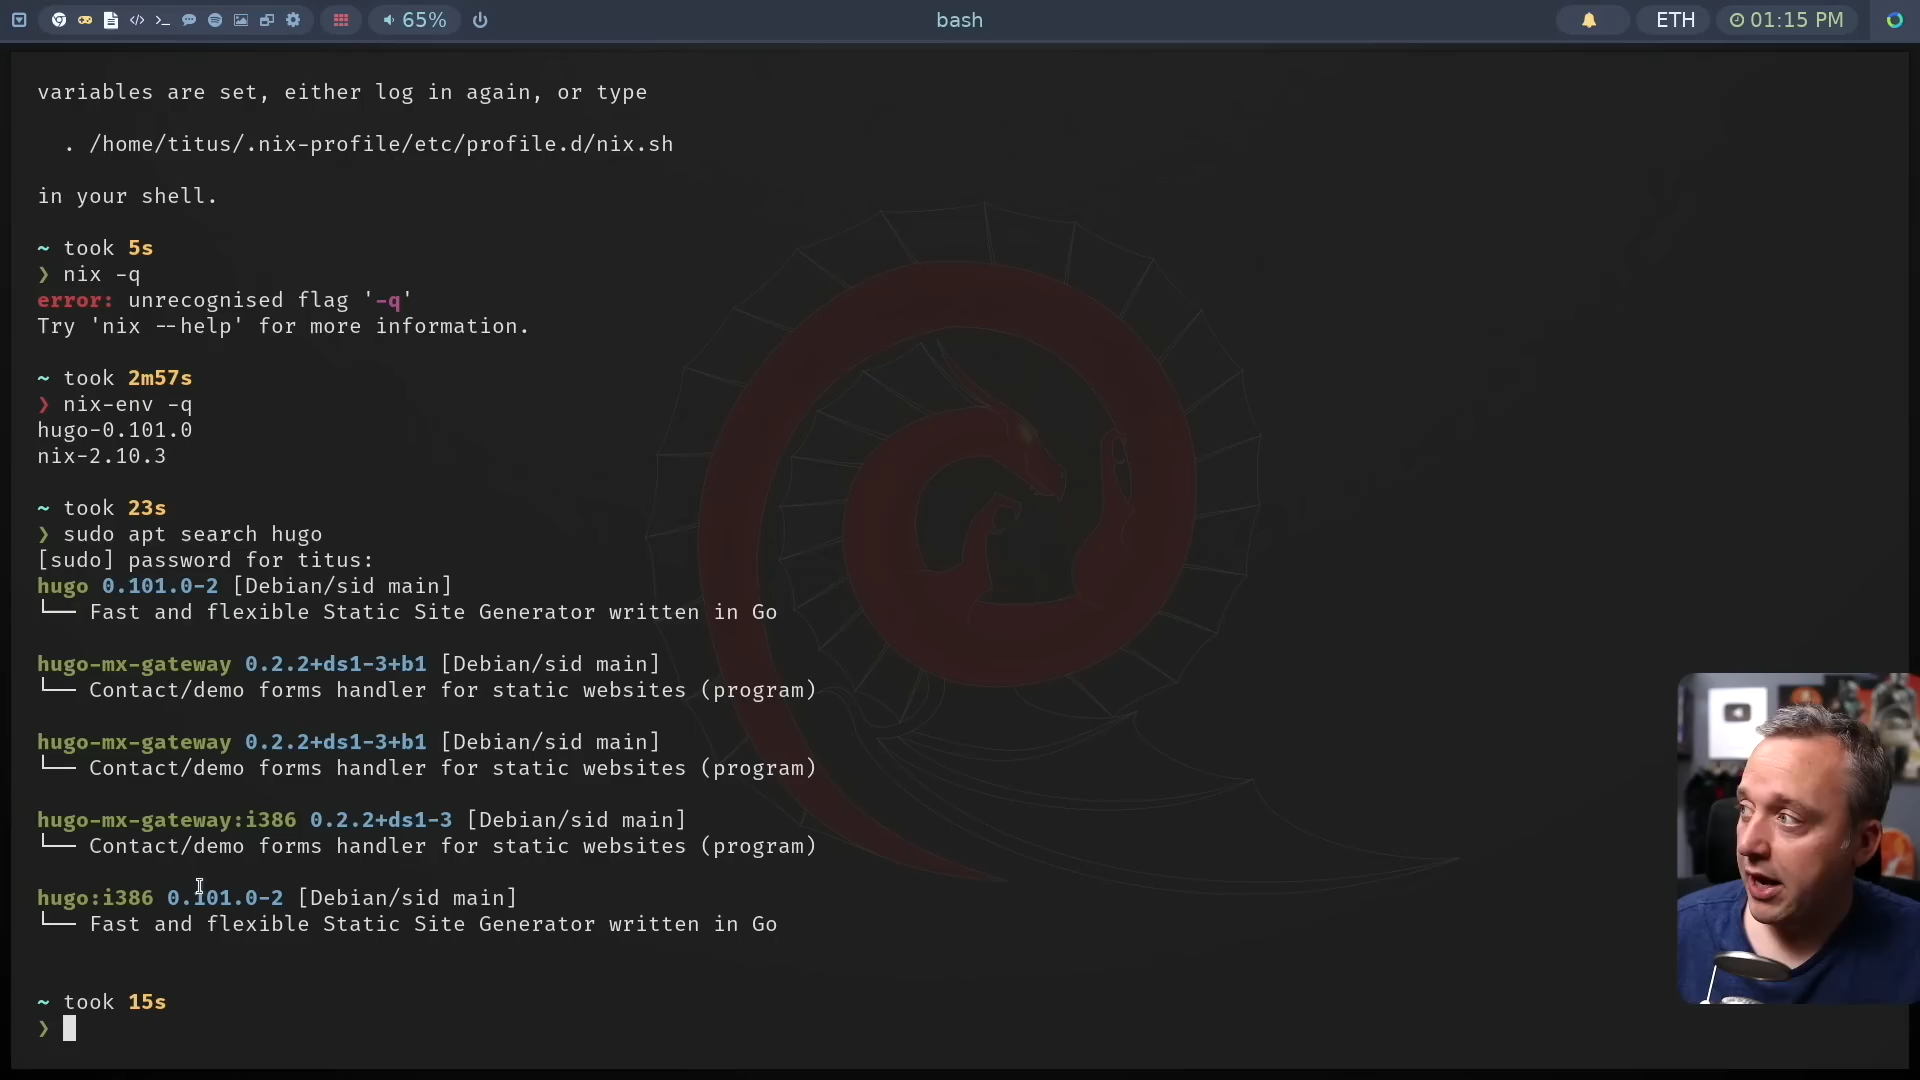 65%
bash
ETH
01:15 PM
variables are set, either log in again, or type
. /home/titus/.nix-profile/etc/profile.d/nix.sh
in your shell.
~ took 5s
❯ nix -q
error: unrecognised flag '-q'
Try 'nix --help' for more information.
~ took 2m57s
❯ nix-env -q
hugo-0.101.0
nix-2.10.3
~ took 23s
❯ sudo apt search hugo
[sudo] password for titus:
hugo 0.101.0-2 [Debian/sid main]
└── Fast and flexible Static Site Generator written in Go
hugo-mx-gateway 0.2.2+ds1-3+b1 [Debian/sid main]
└── Contact/demo forms handler for static websites (program)
hugo-mx-gateway 0.2.2+ds1-3+b1 [Debian/sid main]
└── Contact/demo forms handler for static websites (program)
hugo-mx-gateway:i386 0.2.2+ds1-3 [Debian/sid main]
└── Contact/demo forms handler for static websites (program)
hugo:i386 0.101.0-2 [Debian/sid main]
└── Fast and flexible Static Site Generator written in Go
~ took 15s
❯